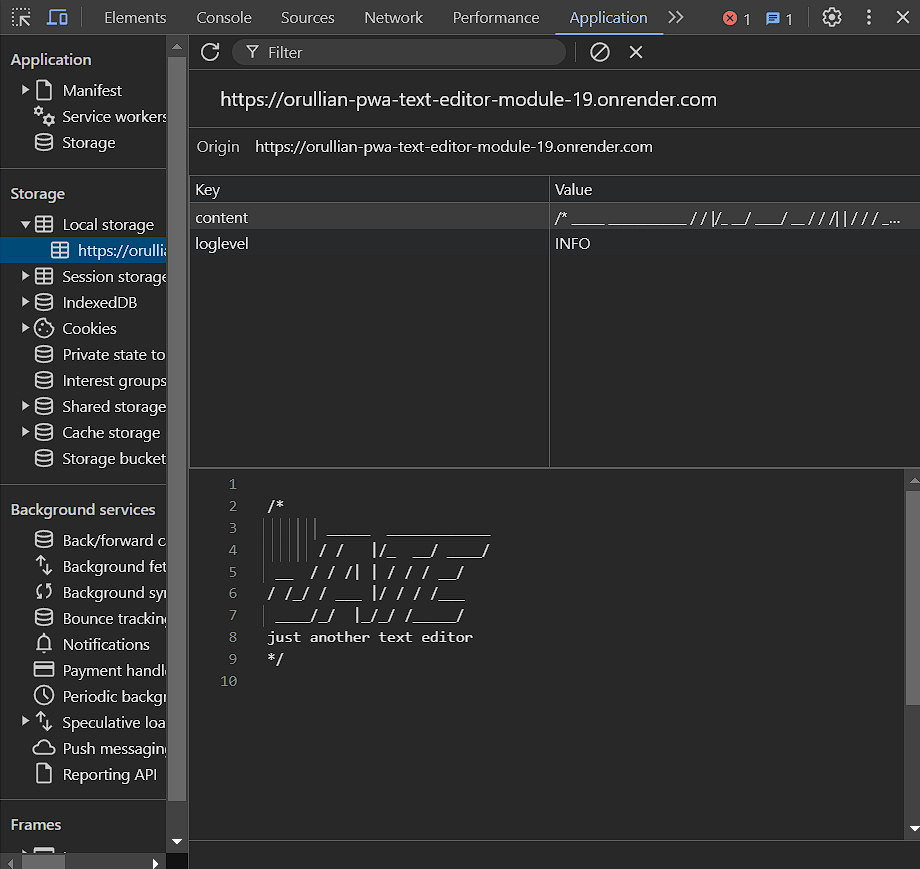 Elements Console Sources Network Performance Application 1 1
Application
Manifest
Service workers
Storage
Storage
Local storage
https://orullia
Session storage
IndexedDB
Cookies
Private state to
Interest groups
Shared storage
Cache storage
Storage bucket
Background services
Back/forward c
Background fet
Background syn
Bounce tracking
Notifications
Payment handl
Periodic backgr
Speculative loa
Push messaging
Reporting API
Frames
Filter
https://orullian-pwa-text-editor-module-19.onrender.com
Origin https://orullian-pwa-text-editor-module-19.onrender.com
Key Value
content /* _____ ______________ / / |/_ __/ ____/ __ / / /| | / / / _...
loglevel INFO
1
2 /*
3 _____  ______________
4 / /   |/_  __/ ____/
5 __  / / /| | / / / __/
6 / /_/ / ___ |/ / / /___
7 ____/_/  |_/_/ /_____/
8 just another text editor
9 */
10